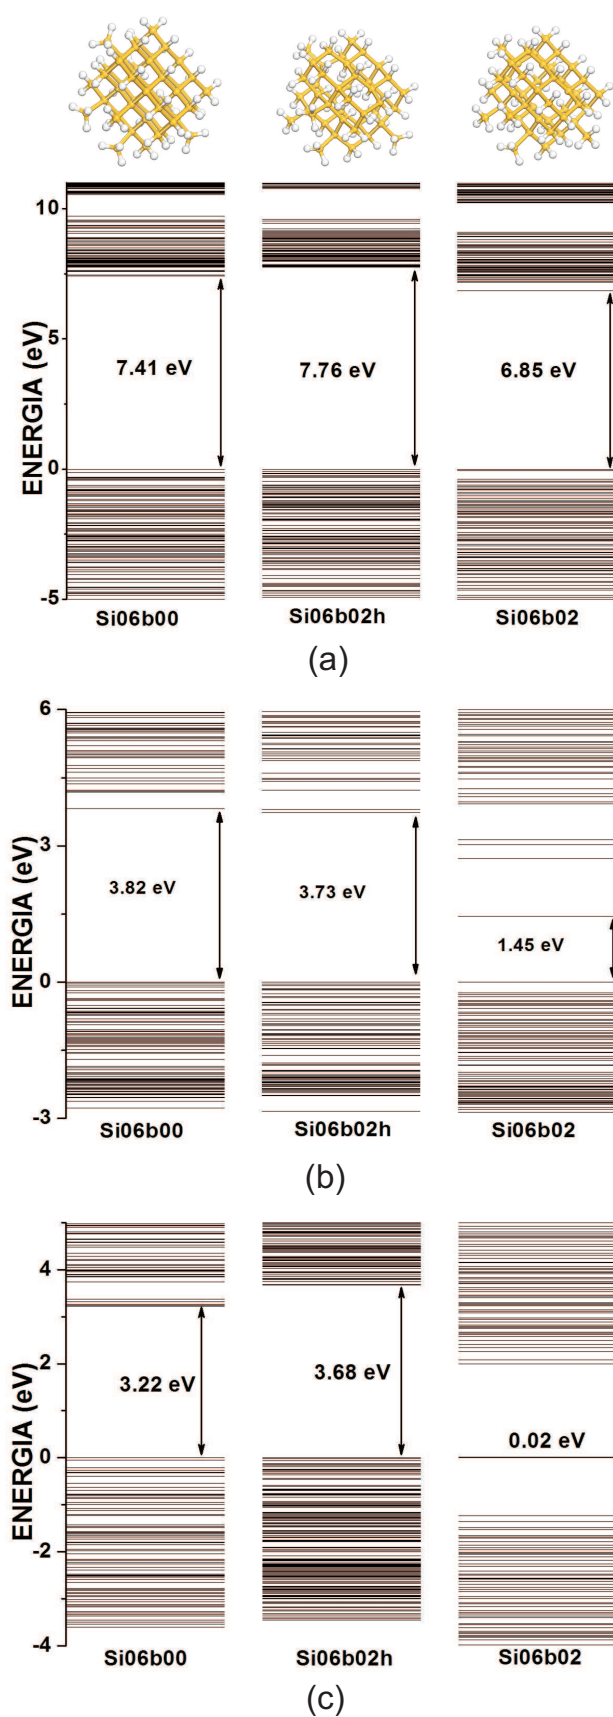 10
5
0
-5
ENERGIA (eV)
7.41 eV
7.76 eV
6.85 eV
Si06b00
Si06b02h
Si06b02
(a)
6
3
0
-3
ENERGIA (eV)
3.82 eV
3.73 eV
1.45 eV
Si06b00
Si06b02h
Si06b02
(b)
4
2
0
-2
-4
ENERGIA (eV)
3.22 eV
3.68 eV
0.02 eV
Si06b00
Si06b02h
Si06b02
(c)